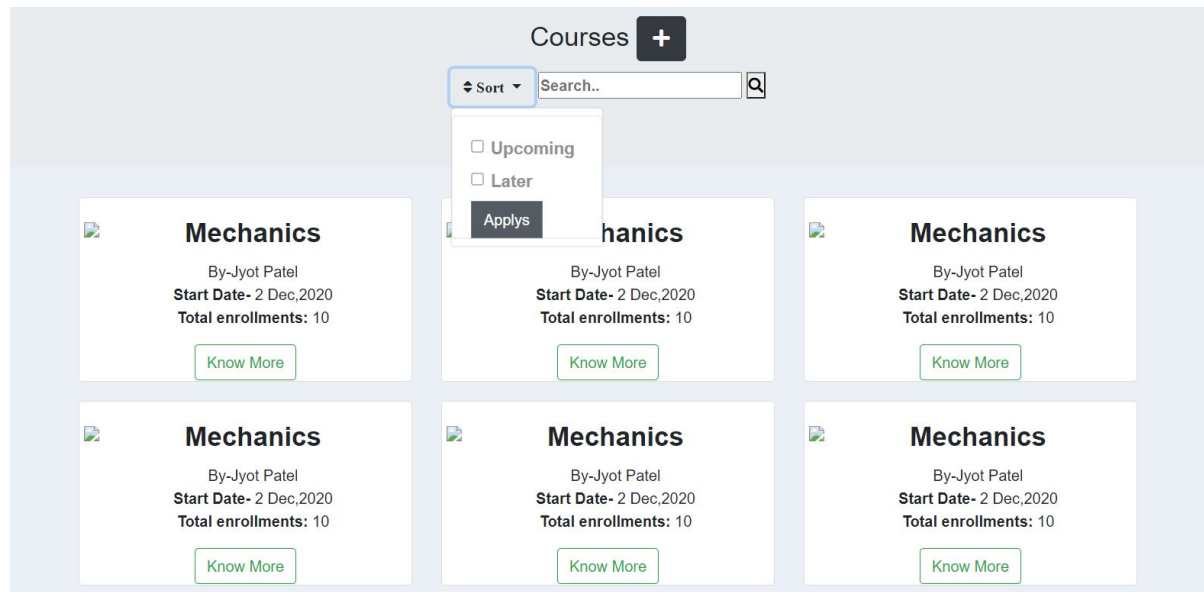 Courses +
Sort Search..
Upcoming
Later
Applys
Mechanics
By-Jyot Patel
Start Date- 2 Dec,2020
Total enrollments: 10
Know More
hanics
By-Jyot Patel
Start Date- 2 Dec,2020
Total enrollments: 10
Know More
Mechanics
By-Jyot Patel
Start Date- 2 Dec,2020
Total enrollments: 10
Know More
Mechanics
By-Jyot Patel
Start Date- 2 Dec,2020
Total enrollments: 10
Know More
Mechanics
By-Jyot Patel
Start Date- 2 Dec,2020
Total enrollments: 10
Know More
Mechanics
By-Jyot Patel
Start Date- 2 Dec,2020
Total enrollments: 10
Know More